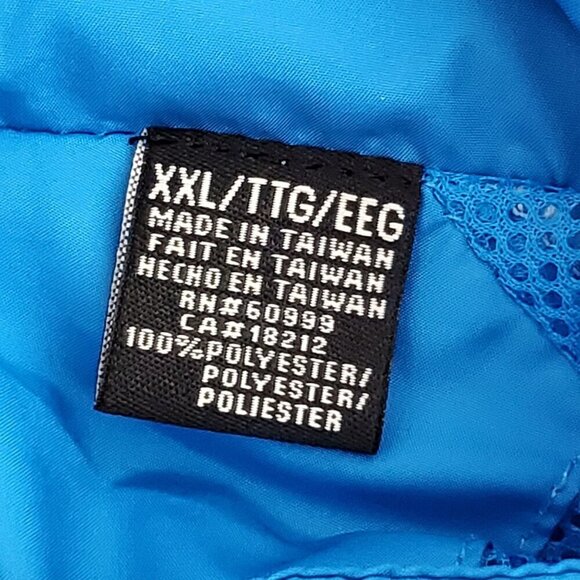 XXL/TTG/EEG
MADE IN TAIWAN
FAIT EN TAIWAN
HECHO EN TAIWAN
RN#60999
CA#18212
100%POLYESTER/
POLYESTER/
POLIESTER